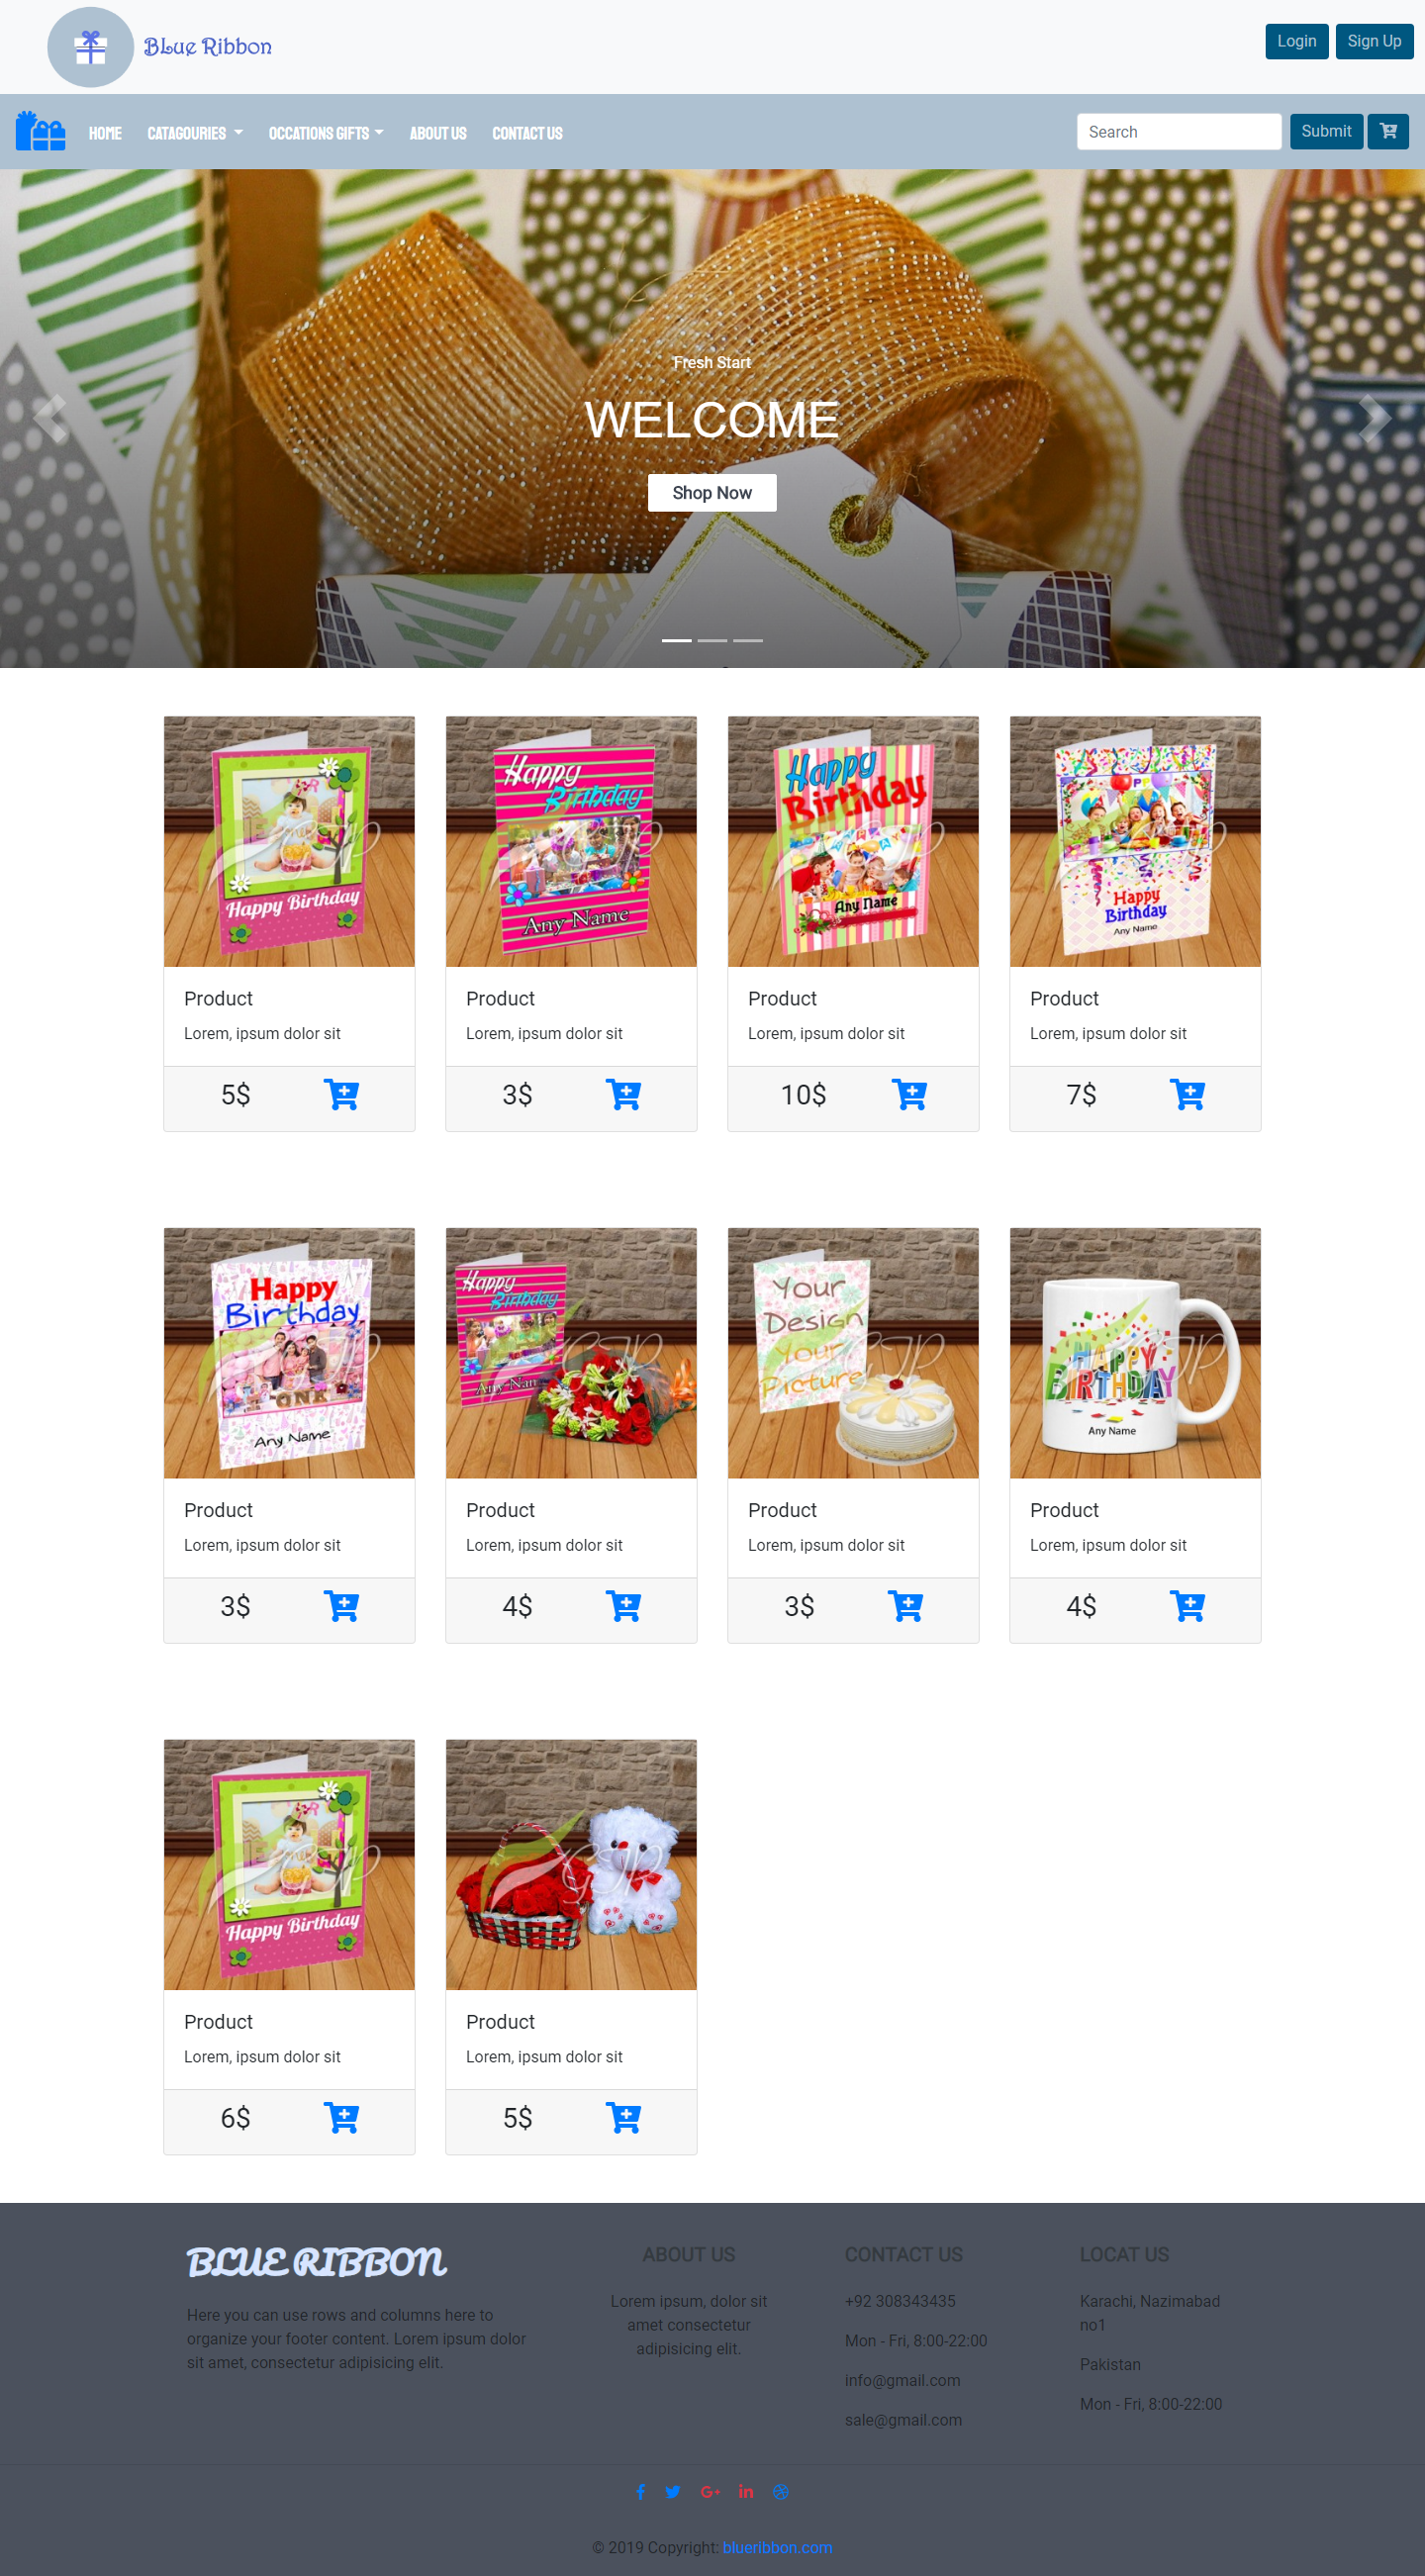 Blue Ribbon
Login
Sign Up
HOME
CATAGOURIES
OCCATIONS GIFTS
ABOUT US
CONTACT US
Search
Submit
Fresh Start
WELCOME
Shop Now
Happy Birthday
Happy
Birthday
Any Name
Happy
Birthday
Any Name
Happy
Birthday
Any Name
Product
Product
Product
Product
Lorem, ipsum dolor sit
Lorem, ipsum dolor sit
Lorem, ipsum dolor sit
Lorem, ipsum dolor sit
5$
3$
10$
7$
Happy
Birthday
ONE
Any Name
Happy
Birthday
Your
Design
Your
Picture
HAPPY
BIRTHDAY
Any Name
Product
Product
Product
Product
Lorem, ipsum dolor sit
Lorem, ipsum dolor sit
Lorem, ipsum dolor sit
Lorem, ipsum dolor sit
3$
4$
3$
4$
Happy Birthday
Product
Product
Lorem, ipsum dolor sit
Lorem, ipsum dolor sit
6$
5$
BLUE RIBBON
Here you can use rows and columns here to
organize your footer content. Lorem ipsum dolor
sit amet, consectetur adipisicing elit.
ABOUT US
Lorem ipsum, dolor sit
amet consectetur
adipisicing elit.
CONTACT US
+92 308343435
Mon - Fri, 8:00-22:00
info@gmail.com
sale@gmail.com
LOCAT US
Karachi, Nazimabad
no1
Pakistan
Mon - Fri, 8:00-22:00
© 2019 Copyright: blueribbon.com